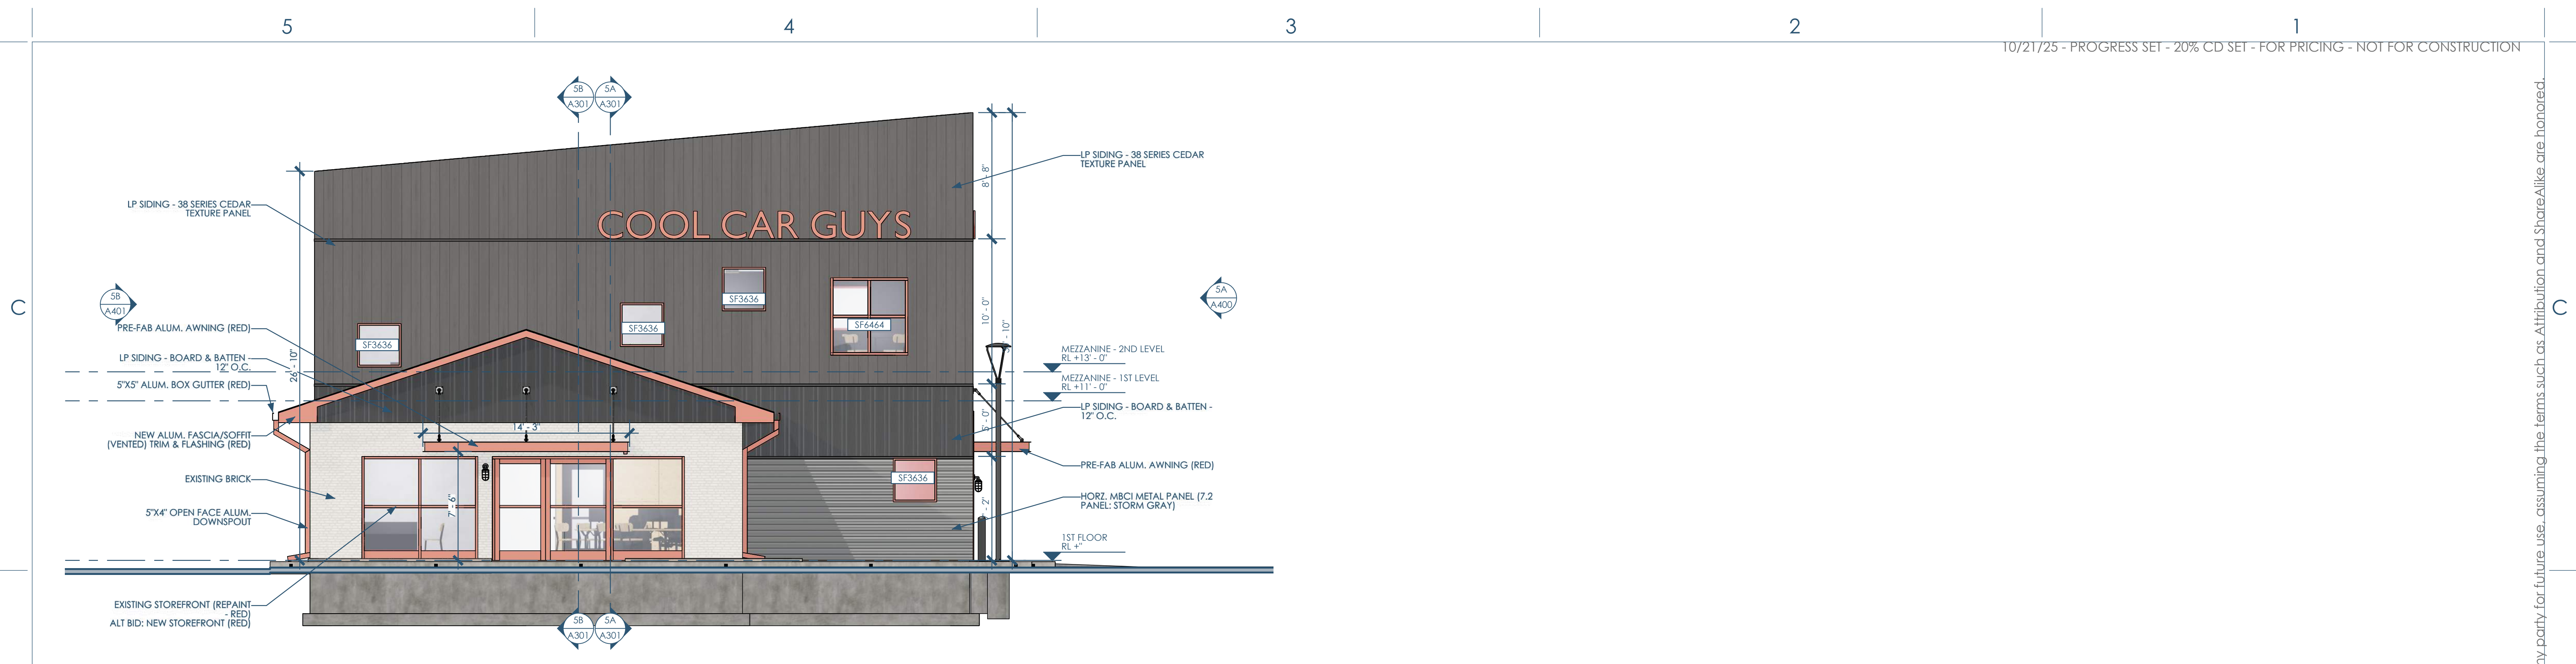 5
4
3
2
1
10/21/25 - PROGRESS SET - 20% CD SET - FOR PRICING - NOT FOR CONSTRUCTION
5B
A301
5A
A301
LP SIDING - 38 SERIES CEDAR
TEXTURE PANEL
8' - 8"
LP SIDING - 38 SERIES CEDAR
TEXTURE PANEL
COOL CAR GUYS
C
5B
A401
SF3636
SF3636
SF3636
SF6464
10' - 0"
5A
A400
C
PRE-FAB ALUM. AWNING (RED)
LP SIDING - BOARD & BATTEN -
12" O.C.
26' - 10"
5"X5" ALUM. BOX GUTTER (RED)
MEZZANINE - 2ND LEVEL
RL +13' - 0"
MEZZANINE - 1ST LEVEL
RL +11' - 0"
LP SIDING - BOARD & BATTEN -
12" O.C.
5' - 0"
14' - 3"
NEW ALUM. FASCIA/SOFFIT
(VENTED) TRIM & FLASHING (RED)
PRE-FAB ALUM. AWNING (RED)
EXISTING BRICK
SF3636
7' - 6"
HORZ. MBCI METAL PANEL (7.2
PANEL: STORM GRAY)
5"X4" OPEN FACE ALUM.
DOWNSPOUT
1ST FLOOR
RL +"
EXISTING STOREFRONT (REPAINT
- RED)
ALT BID: NEW STOREFRONT (RED)
5B
A301
5A
A301
party for future use, assuming the terms such as Attribution and ShareAlike are honored.